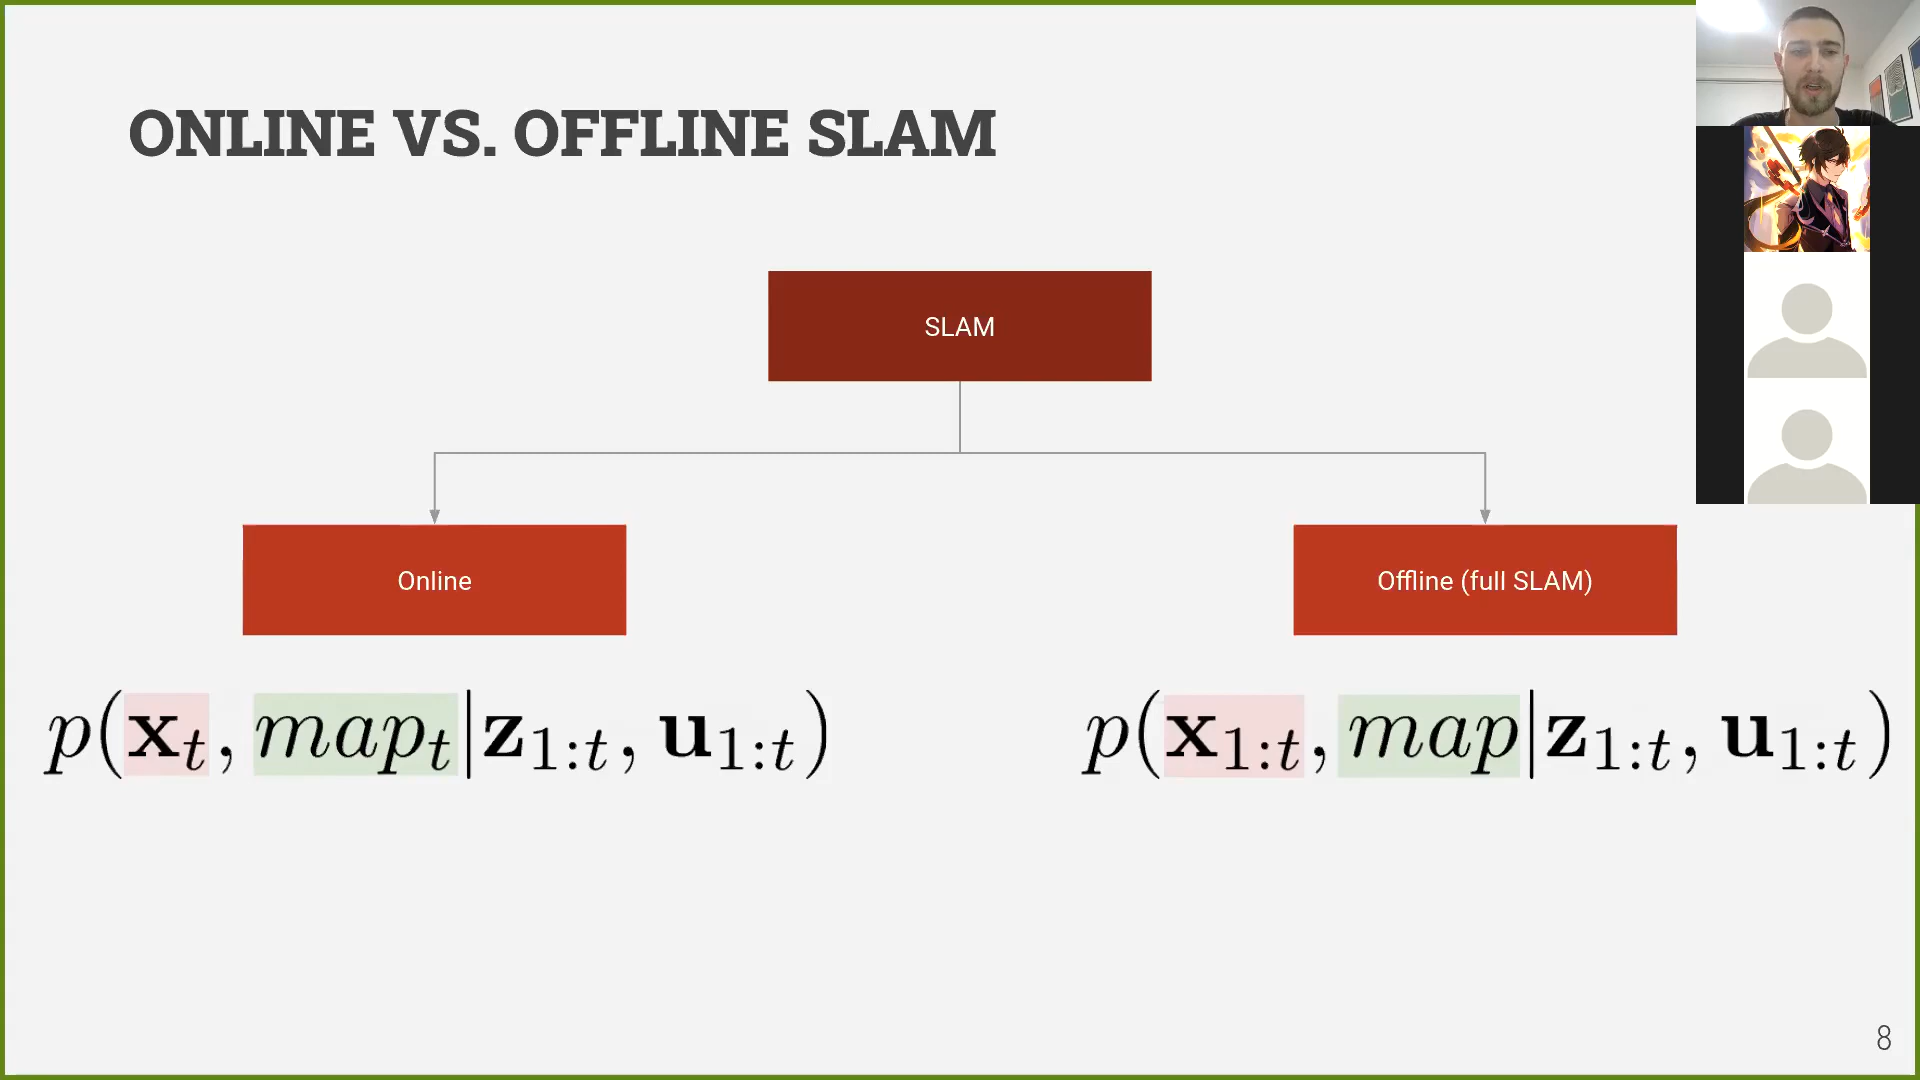 ONLINE VS. OFFLINE SLAM
SLAM
Online
Offline (full SLAM)
p(𝐱ₜ, mapₜ|𝐳₁:ₜ, 𝐮₁:ₜ)
p(𝐱₁:ₜ, map|𝐳₁:ₜ, 𝐮₁:ₜ)
8